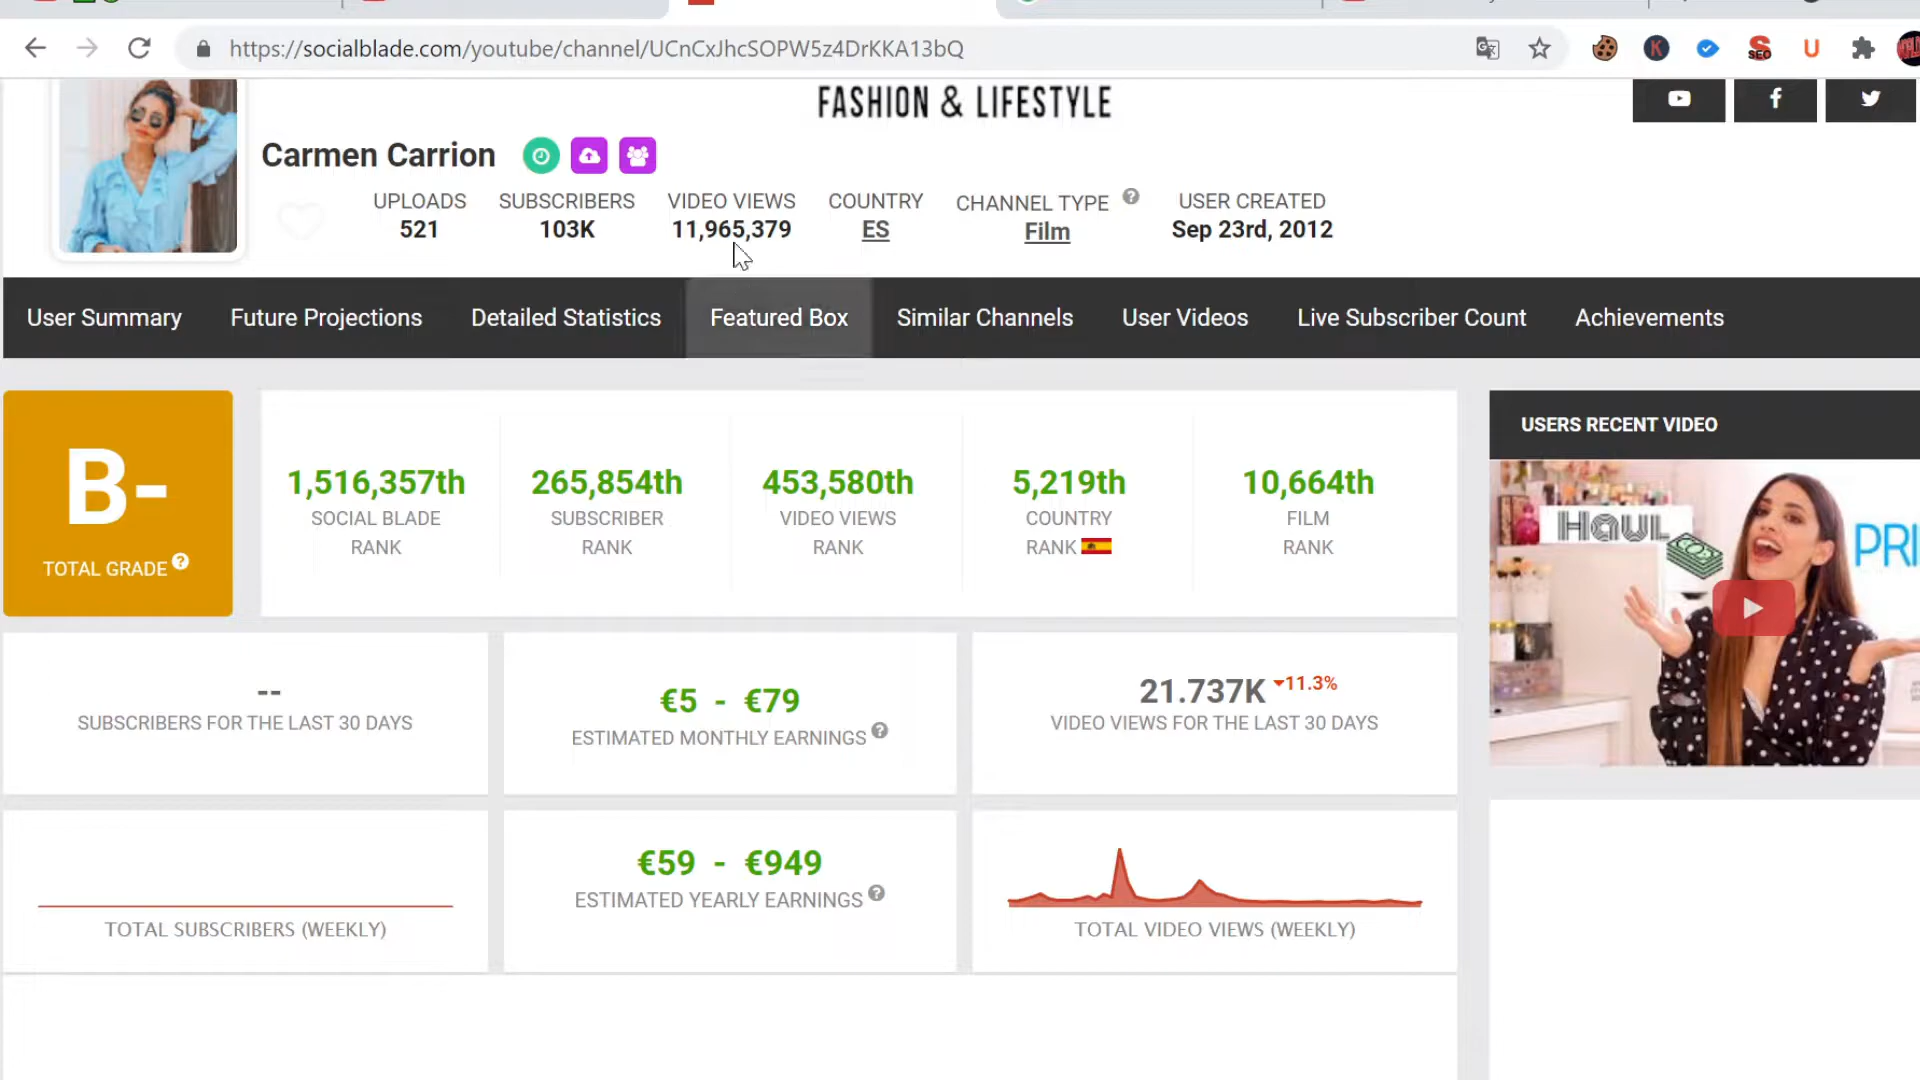 https://socialblade.com/youtube/channel/UCnCxJhcSOPW5z4DrKKA13bQ
K
SEO
U
FASHION & LIFESTYLE
Carmen Carrion
UPLOADS
521
SUBSCRIBERS
103K
VIDEO VIEWS
11,965,379
COUNTRY
ES
CHANNEL TYPE ?
Film
USER CREATED
Sep 23rd, 2012
User Summary Future Projections Detailed Statistics Featured Box Similar Channels User Videos Live Subscriber Count Achievements
B-
TOTAL GRADE ?
1,516,357th
SOCIAL BLADE
RANK
265,854th
SUBSCRIBER
RANK
453,580th
VIDEO VIEWS
RANK
5,219th
COUNTRY
RANK
10,664th
FILM
RANK
USERS RECENT VIDEO
HAUL
PRI
--
SUBSCRIBERS FOR THE LAST 30 DAYS
€5 - €79
ESTIMATED MONTHLY EARNINGS ?
21.737K 11.3%
VIDEO VIEWS FOR THE LAST 30 DAYS
TOTAL SUBSCRIBERS (WEEKLY)
€59 - €949
ESTIMATED YEARLY EARNINGS ?
TOTAL VIDEO VIEWS (WEEKLY)